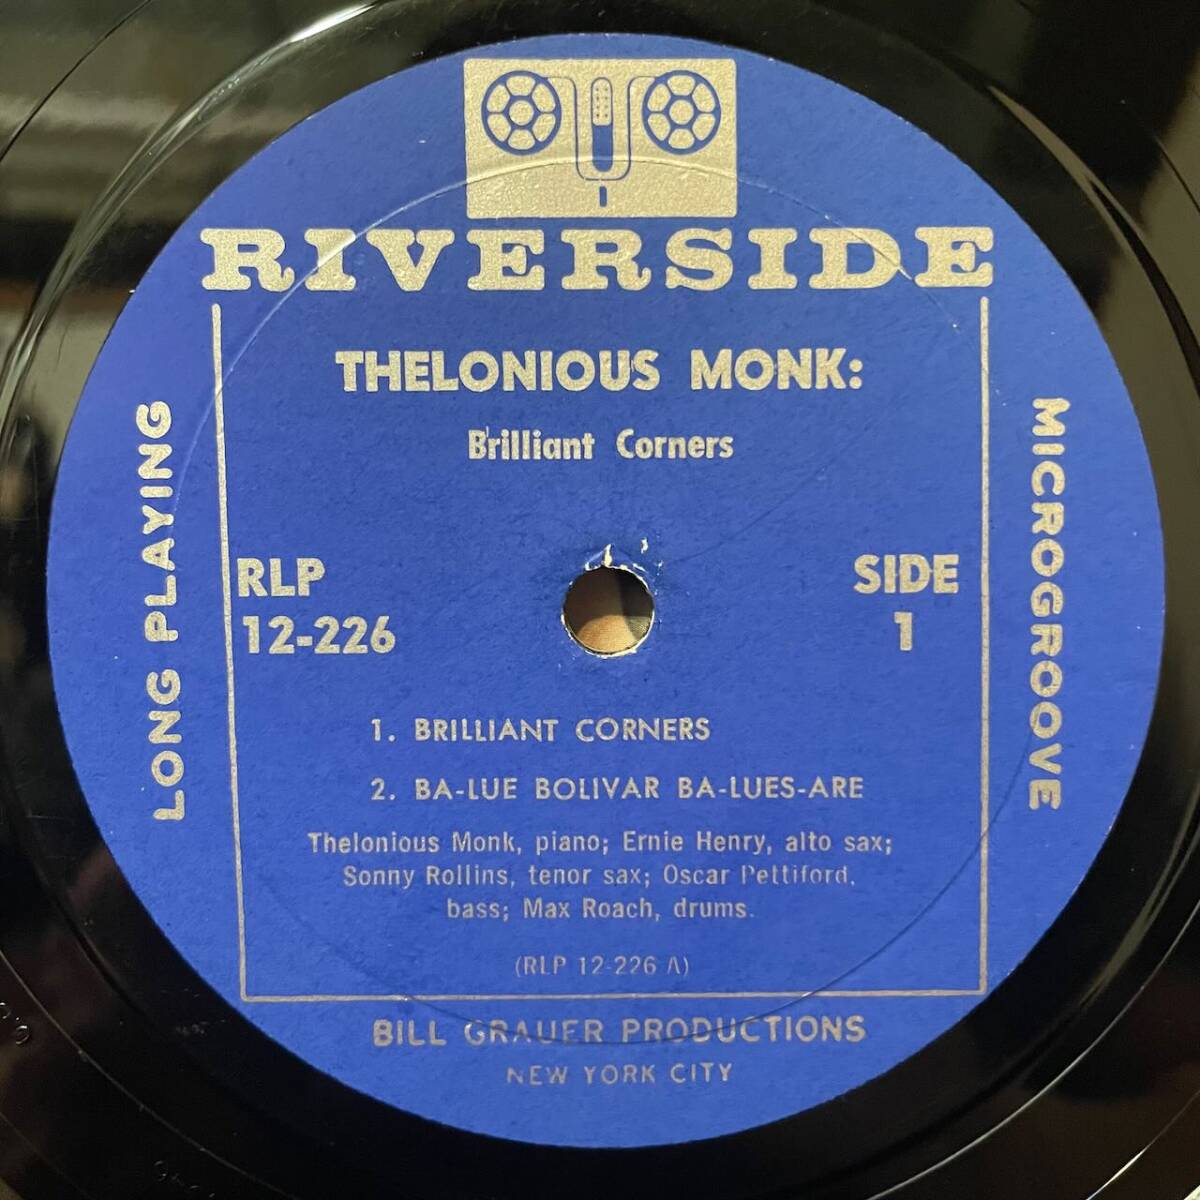 RIVERSIDE
THELONIOUS MONK:
Brilliant Corners
LONG PLAYING
MICROGROOVE
RLP
12-226
SIDE
1
1. BRILLIANT CORNERS
2. BA-LUE BOLIVAR BA-LUES-ARE
Thelonious Monk, piano; Ernie Henry, alto sax;
Sonny Rollins, tenor sax; Oscar Pettiford,
bass; Max Roach, drums.
(RLP 12-226 A)
BILL GRAUER PRODUCTIONS
NEW YORK CITY